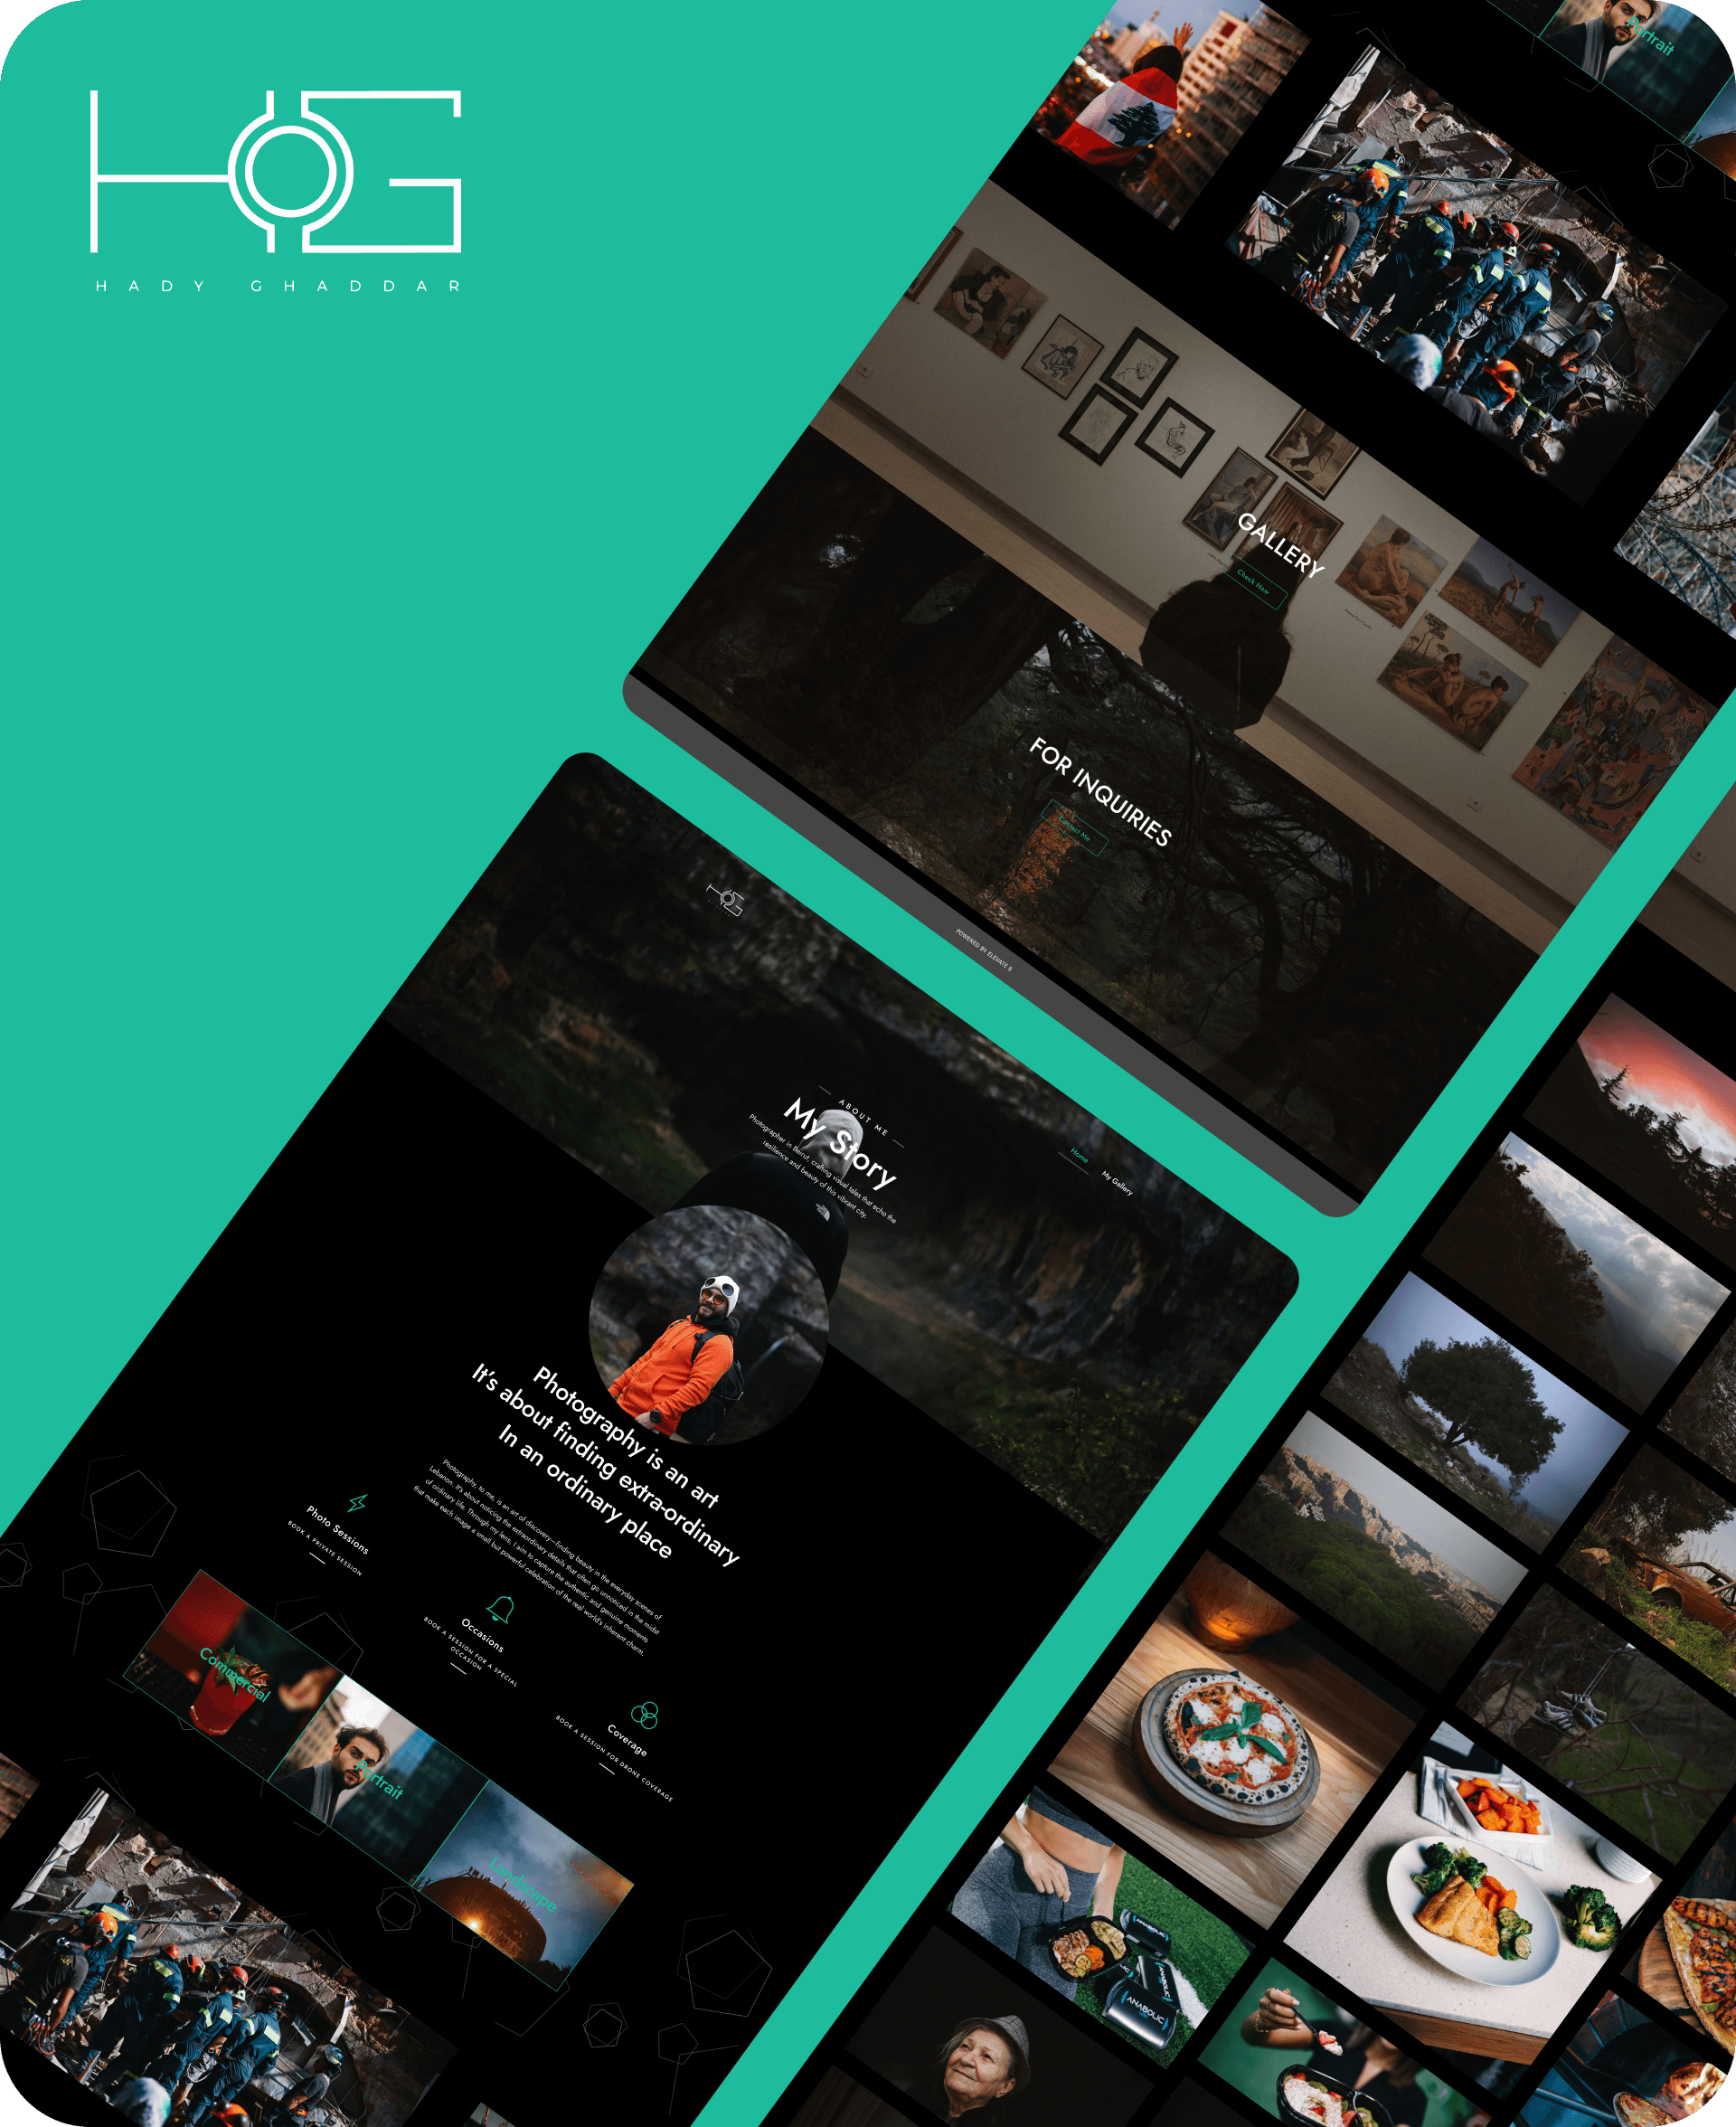 HG
HADY GHADDAR
Portrait
GALLERY
Check Now
FOR INQUIRIES
Contact Me
POWERED BY ELEVATE 8
HG
Home
My Gallery
ABOUT ME
My Story
Photographer in Beirut, crafting visual tales that echo the
resilience and beauty of this vibrant city.
Photography is an art
It's about finding extra-ordinary
In an ordinary place
Photography, to me, is an art of discovery—finding beauty in the everyday scenes of
Lebanon. It's about noticing the extraordinary details that often go unnoticed in the midst
of ordinary life. Through my lens, I aim to capture the authentic and genuine moments
that make each image a small but powerful celebration of the real world's inherent charm.
Photo Sessions
BOOK A PRIVATE SESSION
Occasions
BOOK A SESSION FOR A SPECIAL
OCCASION
Coverage
BOOK A SESSION FOR DRONE COVERAGE
Commercial
Portrait
Landscape
ANABOLIC
ANABOLIC